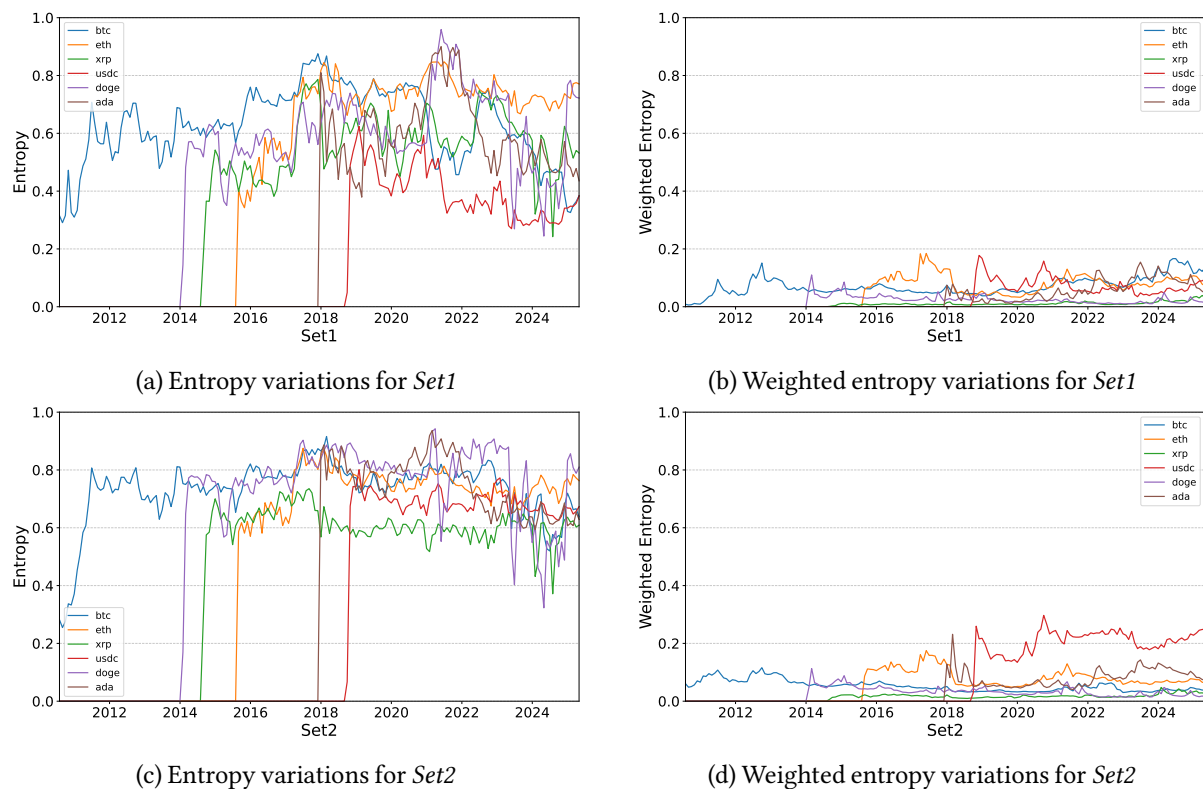 1.0
0.8
0.6
0.4
0.2
0.0
Entropy
btc
eth
xrp
usdc
doge
ada
2012 2014 2016 2018 2020 2022 2024
Set1
(a) Entropy variations for Set1
1.0
0.8
0.6
0.4
0.2
0.0
Weighted Entropy
btc
eth
xrp
usdc
doge
ada
2012 2014 2016 2018 2020 2022 2024
Set1
(b) Weighted entropy variations for Set1
1.0
0.8
0.6
0.4
0.2
0.0
Entropy
btc
eth
xrp
usdc
doge
ada
2012 2014 2016 2018 2020 2022 2024
Set2
(c) Entropy variations for Set2
1.0
0.8
0.6
0.4
0.2
0.0
Weighted Entropy
btc
eth
xrp
usdc
doge
ada
2012 2014 2016 2018 2020 2022 2024
Set2
(d) Weighted entropy variations for Set2